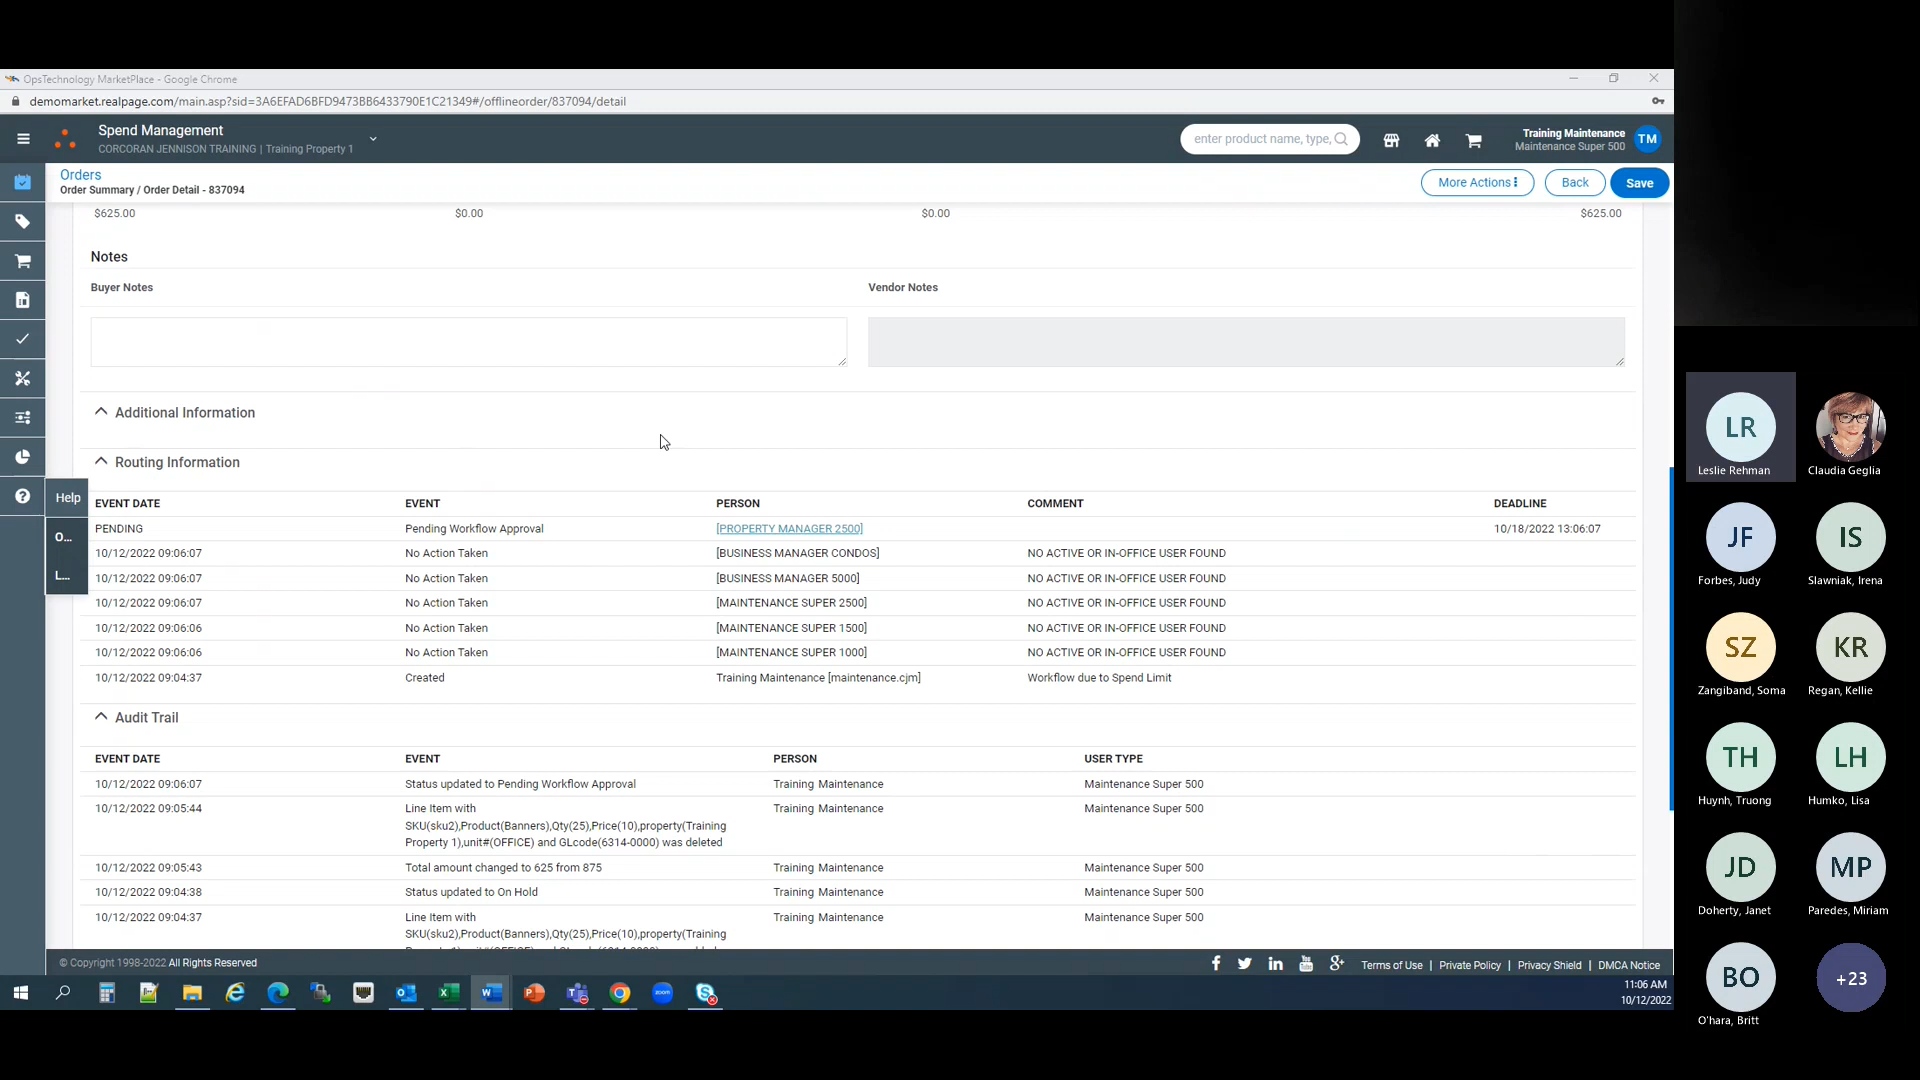 OpsTechnology MarketPlace - Google Chrome
demomarket.realpage.com/main.asp?sid=3A6EFAD6BFD9473BB6433790E1C21349#/offlineorder/837094/detail
Spend Management
CORCORAN JENNISON TRAINING | Training Property 1
enter product name, type,
Training Maintenance
Maintenance Super 500
TM
Orders
Order Summary / Order Detail - 837094
More Actions
Back
Save
$625.00 $0.00 $0.00 $625.00
Notes
Buyer Notes Vendor Notes
Additional Information
Routing Information
Help
O...
L...
EVENT DATE EVENT PERSON COMMENT DEADLINE
PENDING Pending Workflow Approval [PROPERTY MANAGER 2500] 10/18/2022 13:06:07
10/12/2022 09:06:07 No Action Taken [BUSINESS MANAGER CONDOS] NO ACTIVE OR IN-OFFICE USER FOUND
10/12/2022 09:06:07 No Action Taken [BUSINESS MANAGER 5000] NO ACTIVE OR IN-OFFICE USER FOUND
10/12/2022 09:06:07 No Action Taken [MAINTENANCE SUPER 2500] NO ACTIVE OR IN-OFFICE USER FOUND
10/12/2022 09:06:06 No Action Taken [MAINTENANCE SUPER 1500] NO ACTIVE OR IN-OFFICE USER FOUND
10/12/2022 09:06:06 No Action Taken [MAINTENANCE SUPER 1000] NO ACTIVE OR IN-OFFICE USER FOUND
10/12/2022 09:04:37 Created Training Maintenance [maintenance.cjm] Workflow due to Spend Limit
Audit Trail
EVENT DATE EVENT PERSON USER TYPE
10/12/2022 09:06:07 Status updated to Pending Workflow Approval Training Maintenance Maintenance Super 500
10/12/2022 09:05:44 Line Item with Training Maintenance Maintenance Super 500
SKU(sku2),Product(Banners),Qty(25),Price(10),property(Training
Property 1),unit#(OFFICE) and GLcode(6314-0000) was deleted
10/12/2022 09:05:43 Total amount changed to 625 from 875 Training Maintenance Maintenance Super 500
10/12/2022 09:04:38 Status updated to On Hold Training Maintenance Maintenance Super 500
10/12/2022 09:04:37 Line Item with Training Maintenance Maintenance Super 500
SKU(sku2),Product(Banners),Qty(25),Price(10),property(Training
© Copyright 1998-2022 All Rights Reserved
Terms of Use | Private Policy | Privacy Shield | DMCA Notice
zoom
11:06 AM
10/12/2022
LR
Leslie Rehman Claudia Geglia
JF IS
Forbes, Judy Slawniak, Irena
SZ KR
Zangiband, Soma Regan, Kellie
TH LH
Huynh, Truong Humko, Lisa
JD MP
Doherty, Janet Paredes, Miriam
BO +23
O'hara, Britt